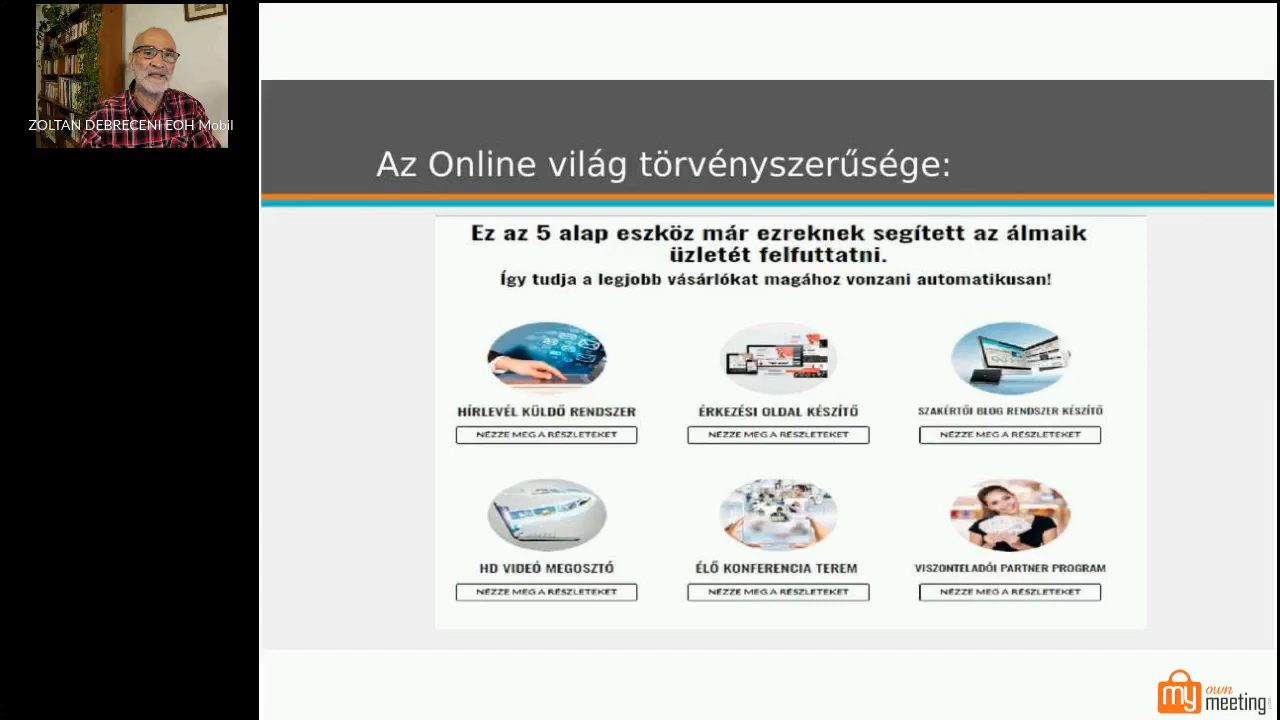 ZOLTAN DEBRECENI EOH Mobil
Az Online világ törvényszerűsége:
Ez az 5 alap eszköz már ezreknek segített az álmaik
üzletét felfuttatni.
Így tudja a legjobb vásárlókat magához vonzani automatikusan!
HÍRLEVÉL KÜLDŐ RENDSZER
ÉRKEZÉSI OLDAL KÉSZÍTŐ
SZAKÉRTŐI BLOG RENDSZER KÉSZÍTŐ
NÉZZE MEG A RÉSZLETEKET
NÉZZE MEG A RÉSZLETEKET
NÉZZE MEG A RÉSZLETEKET
HD VIDEÓ MEGOSZTÓ
ÉLŐ KONFERENCIA TEREM
VISZONTELADÓI PARTNER PROGRAM
NÉZZE MEG A RÉSZLETEKET
NÉZZE MEG A RÉSZLETEKET
NÉZZE MEG A RÉSZLETEKET
my own
meeting